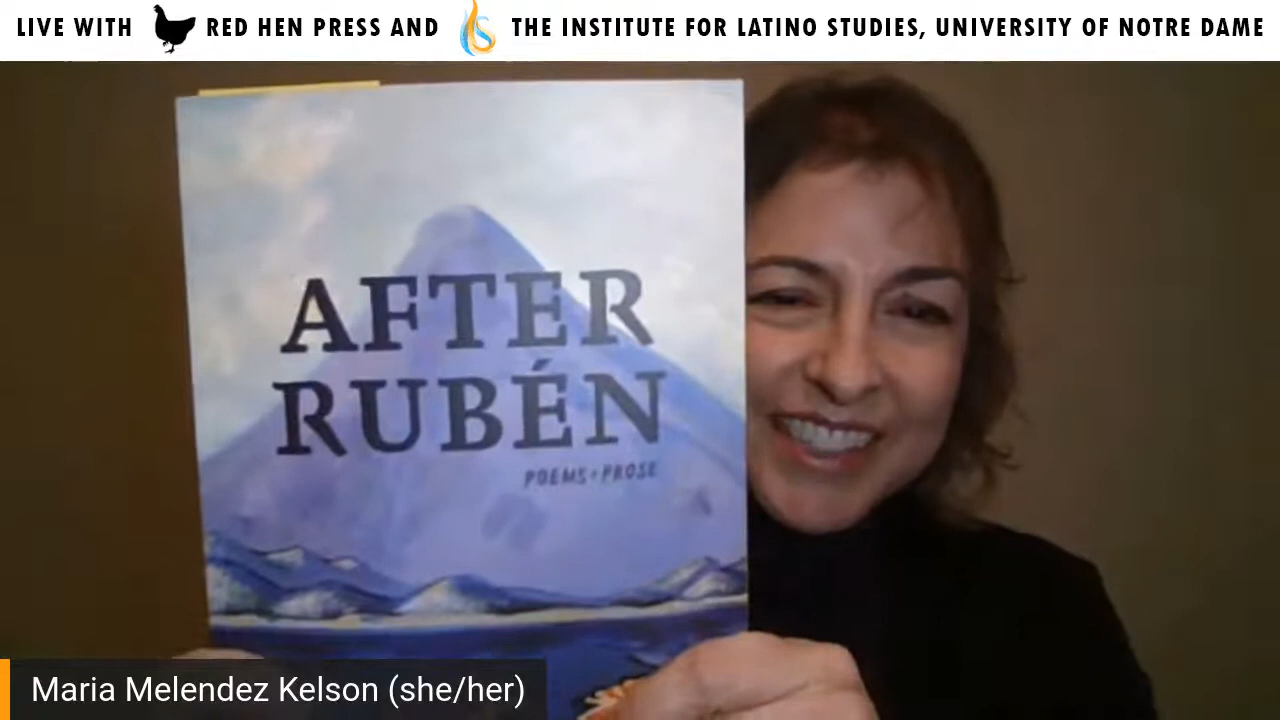 LIVE WITH RED HEN PRESS AND THE INSTITUTE FOR LATINO STUDIES, UNIVERSITY OF NOTRE DAME
AFTER
RUBÉN
POEMS + PROSE
Maria Melendez Kelson (she/her)